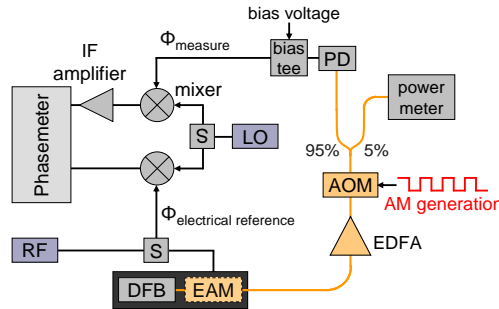 bias voltage
Φmeasure
bias
tee
PD
IF
amplifier
mixer
power
meter
Phasemeter
S
LO
95%
5%
AOM
AM generation
Φelectrical reference
EDFA
RF
S
DFB
EAM